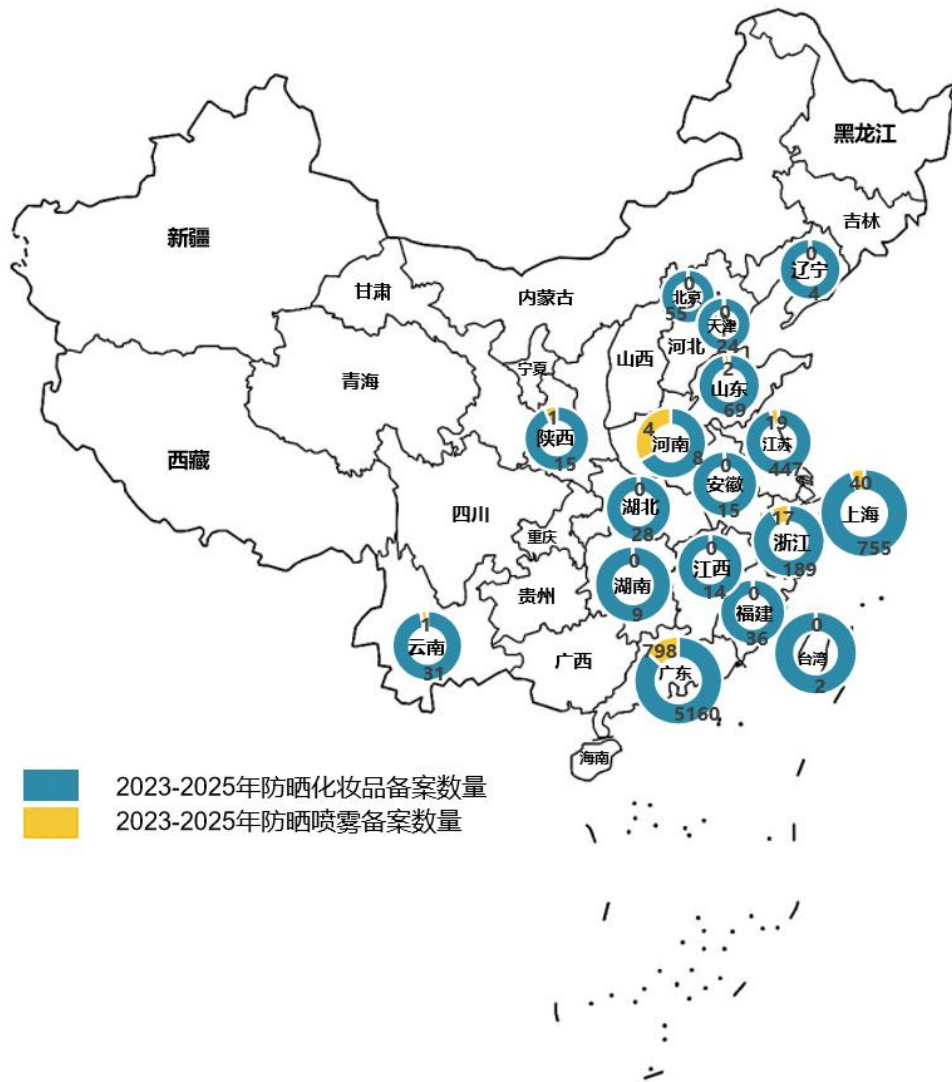 黑龙江
吉林
新疆
0
辽宁
4
甘肃
内蒙古
0
北京
55
0
天津
24
宁夏
山西
河北
青海
2
山东
69
1
陕西
15
4
河南
8
19
江苏
447
西藏
0
安徽
15
四川
0
湖北
28
40
上海
755
重庆
17
浙江
189
0
江西
14
贵州
0
湖南
9
0
福建
36
1
云南
31
广西
798
广东
5160
0
台湾
2
海南
2023-2025年防晒化妆品备案数量
2023-2025年防晒喷雾备案数量